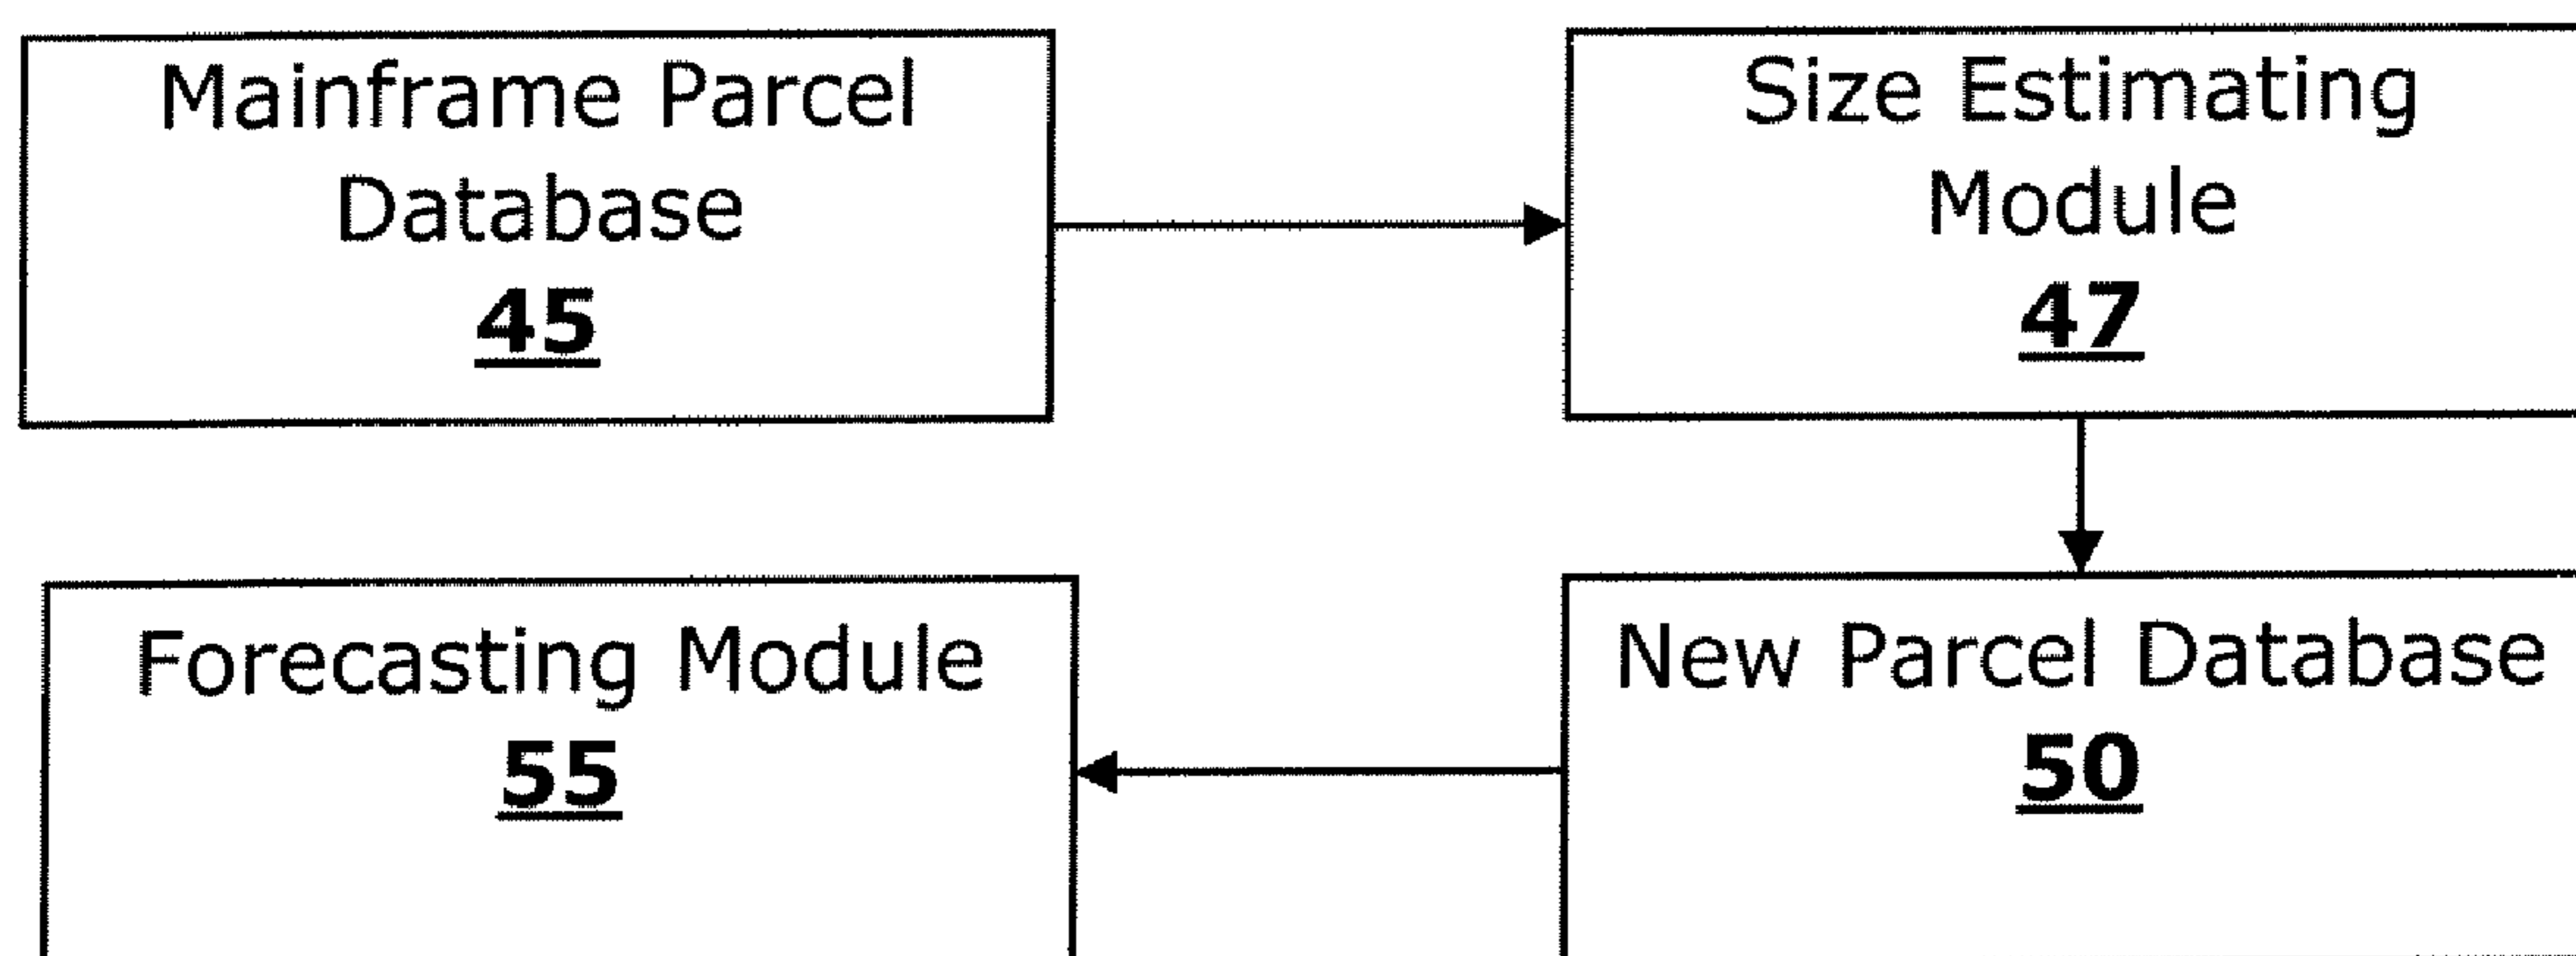 Mainframe Parcel
Database
45
Size Estimating
Module
47
Forecasting Module
55
New Parcel Database
50